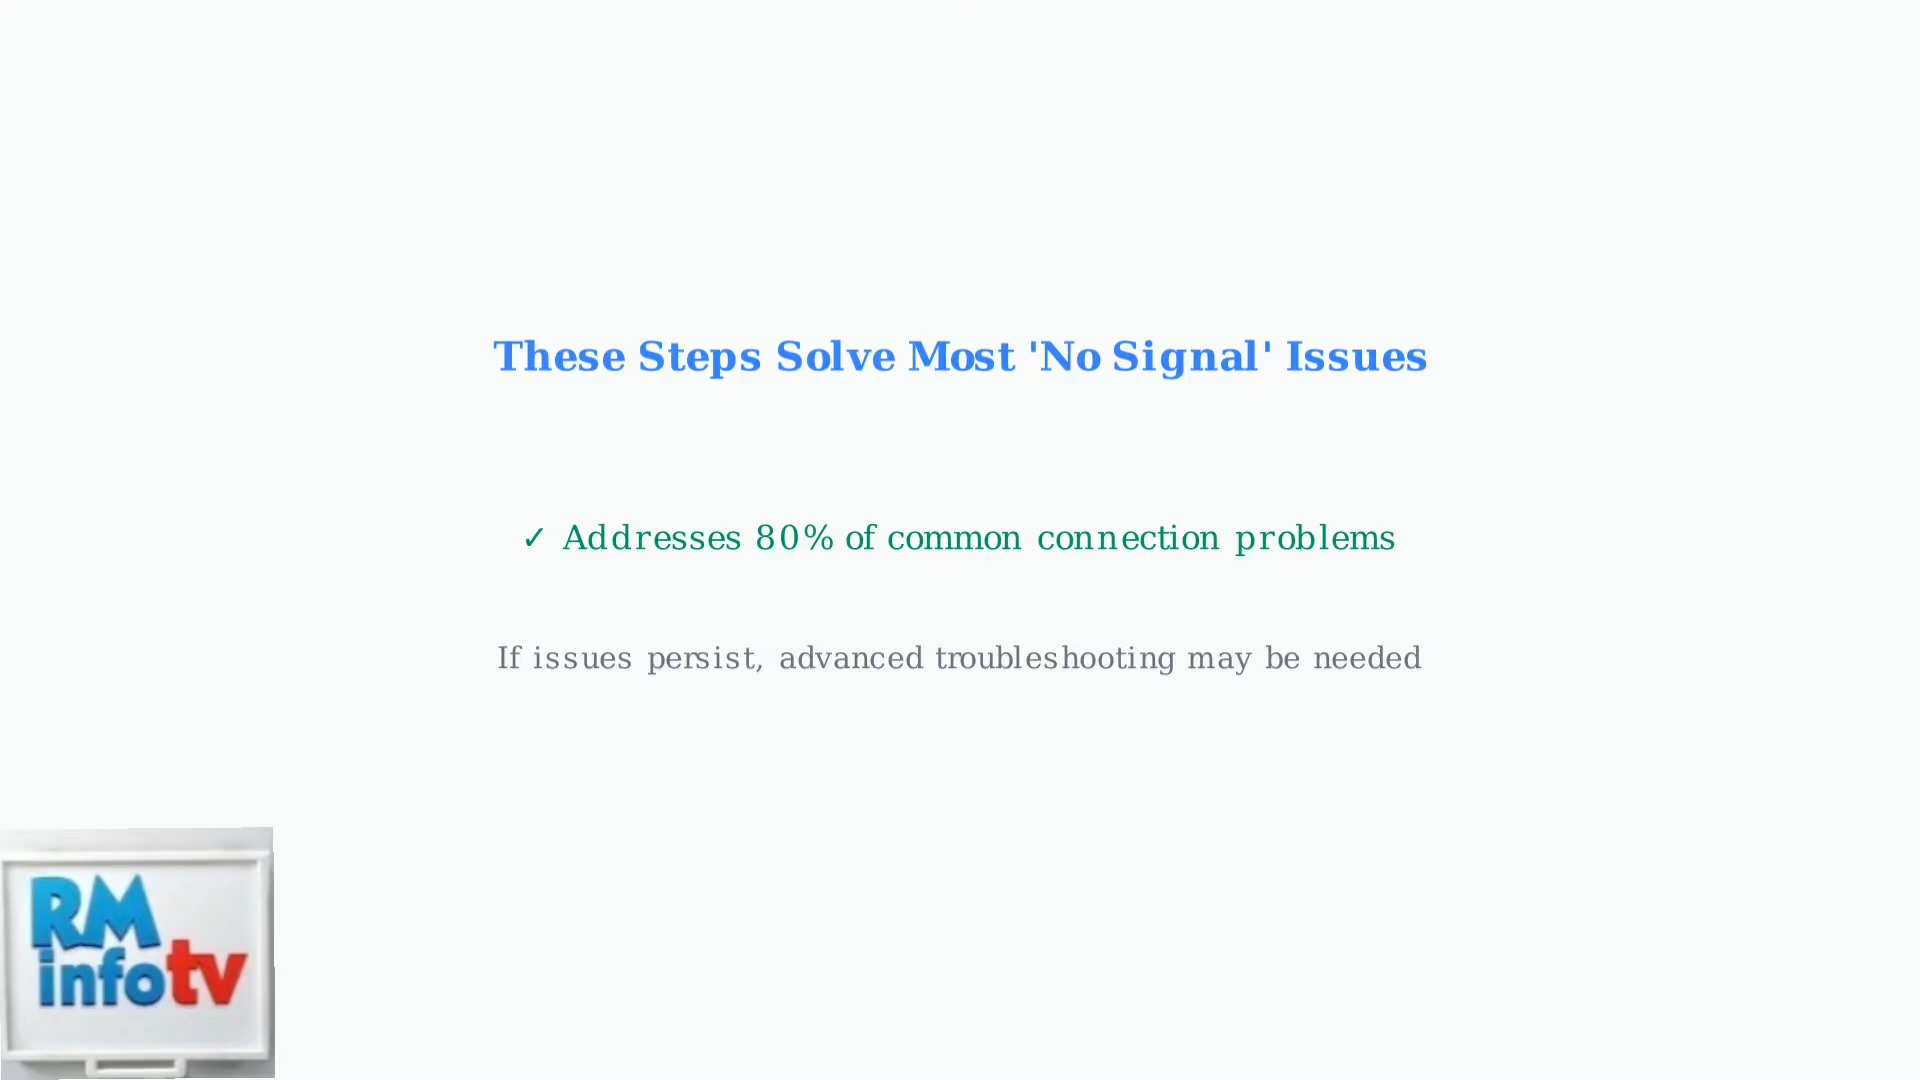 These Steps Solve Most 'No Signal' Issues
✓ Addresses 80% of common connection problems
If issues persist, advanced troubleshooting may be needed
RM
infotv